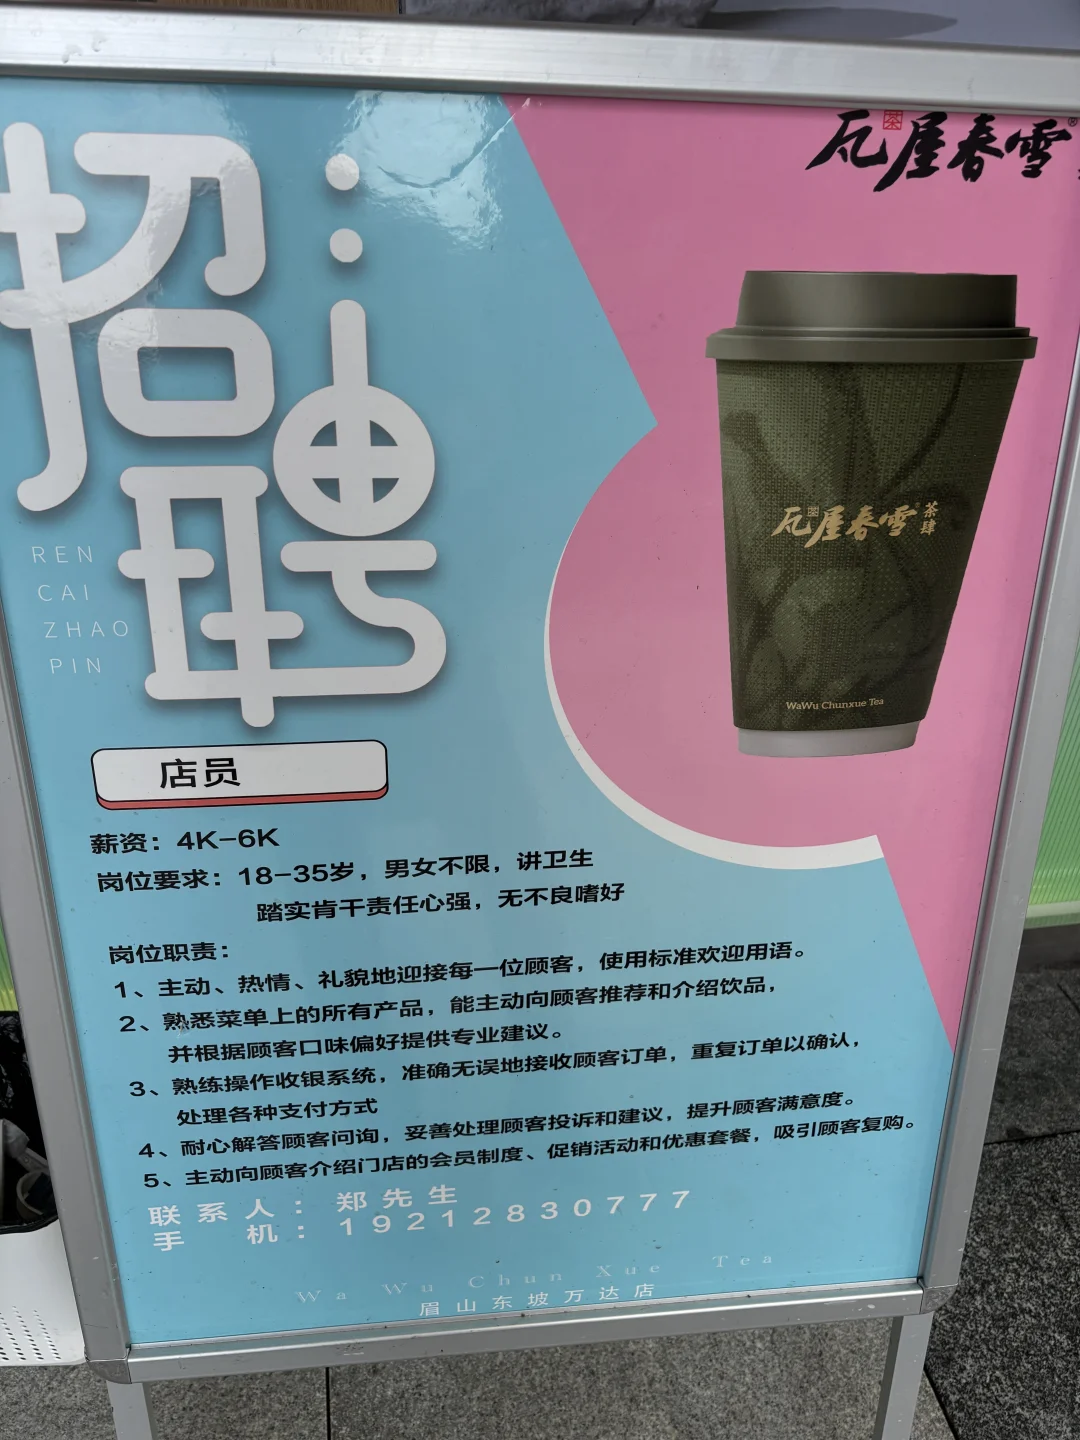 瓦屋春雪®
茶
招聘
REN
CAI
ZHAO
PIN
瓦屋春雪
茶肆
WaWu Chunxue Tea
店员
薪资：4K-6K
岗位要求：18-35岁，男女不限，讲卫生
踏实肯干责任心强，无不良嗜好
岗位职责：
1、主动、热情、礼貌地迎接每一位顾客，使用标准欢迎用语。
2、熟悉菜单上的所有产品，能主动向顾客推荐和介绍饮品，
并根据顾客口味偏好提供专业建议。
3、熟练操作收银系统，准确无误地接收顾客订单，重复订单以确认，
处理各种支付方式
4、耐心解答顾客问询，妥善处理顾客投诉和建议，提升顾客满意度。
5、主动向顾客介绍门店的会员制度、促销活动和优惠套餐，吸引顾客复购。
联系人：郑先生
手机：19212830777
Wa Wu Chun Xue Tea
眉山东坡万达店